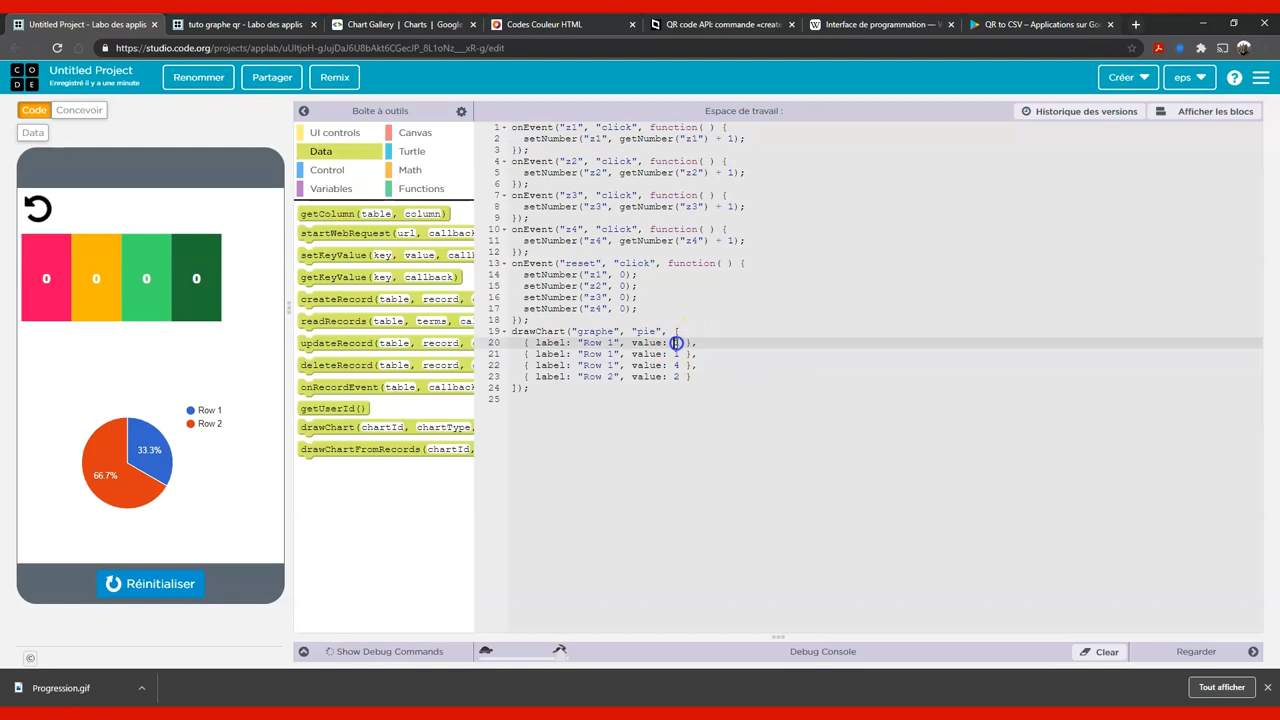 Untitled Project - Labo des applis
tuto graphe qr - Labo des applis
Chart Gallery | Charts | Google
Codes Couleur HTML
QR code API: commande «create
Interface de programmation —
QR to CSV – Applications sur Goo
https://studio.code.org/projects/applab/uUltjoH-gJujDaJ6U8bAkt6CGecJP_8L1oNz__xR-g/edit
CODE
Untitled Project
Enregistré il y a une minute
Renommer
Partager
Remix
Créer
eps
Code
Concevoir
Data
Boîte à outils
Espace de travail :
Historique des versions
Afficher les blocs
UI controls
Canvas
Data
Turtle
Control
Math
Variables
Functions
getColumn(table, column)
startWebRequest(url, callback
setKeyValue(key, value, call
getKeyValue(key, callback)
createRecord(table, record, c
readRecords(table, terms, cal
updateRecord(table, record, c
deleteRecord(table, record, c
onRecordEvent(table, callback
getUserId()
drawChart(chartId, chartType,
drawChartFromRecords(chartId,
1 onEvent("z1", "click", function( ) {
2 setNumber("z1", getNumber("z1") + 1);
3 });
4 onEvent("z2", "click", function( ) {
5 setNumber("z2", getNumber("z2") + 1);
6 });
7 onEvent("z3", "click", function( ) {
8 setNumber("z3", getNumber("z3") + 1);
9 });
10 onEvent("z4", "click", function( ) {
11 setNumber("z4", getNumber("z4") + 1);
12 });
13 onEvent("reset", "click", function( ) {
14 setNumber("z1", 0);
15 setNumber("z2", 0);
16 setNumber("z3", 0);
17 setNumber("z4", 0);
18 });
19 drawChart("graphe", "pie", [
20 { label: "Row 1", value: },
21 { label: "Row 1", value: 1 },
22 { label: "Row 1", value: 4 },
23 { label: "Row 2", value: 2 }
24 ]);
25
0 0 0 0
Row 1
Row 2
33.3%
66.7%
Réinitialiser
Show Debug Commands
Debug Console
Clear
Regarder
©
Progression.gif
Tout afficher